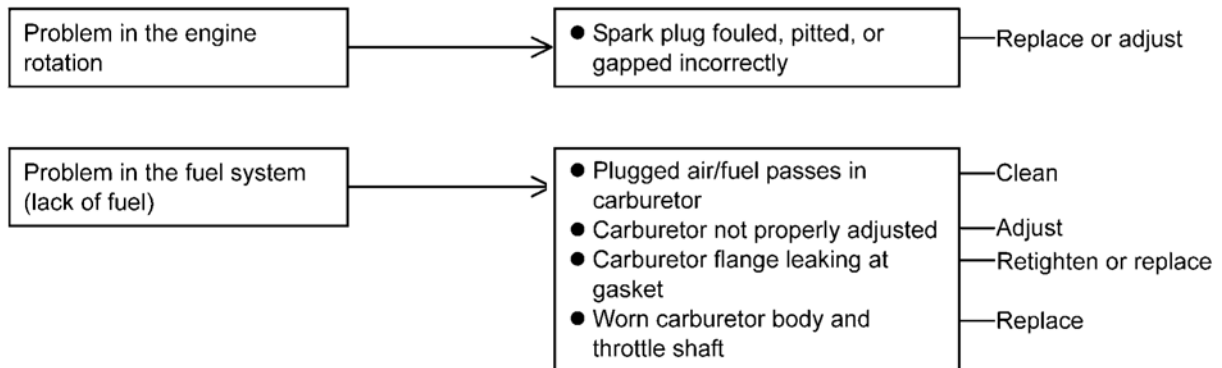 Problem in the engine
rotation
● Spark plug fouled, pitted, or
gapped incorrectly
Replace or adjust
Problem in the fuel system
(lack of fuel)
● Plugged air/fuel passes in
carburetor
Clean
● Carburetor not properly adjusted
Adjust
● Carburetor flange leaking at
gasket
Retighten or replace
● Worn carburetor body and
throttle shaft
Replace